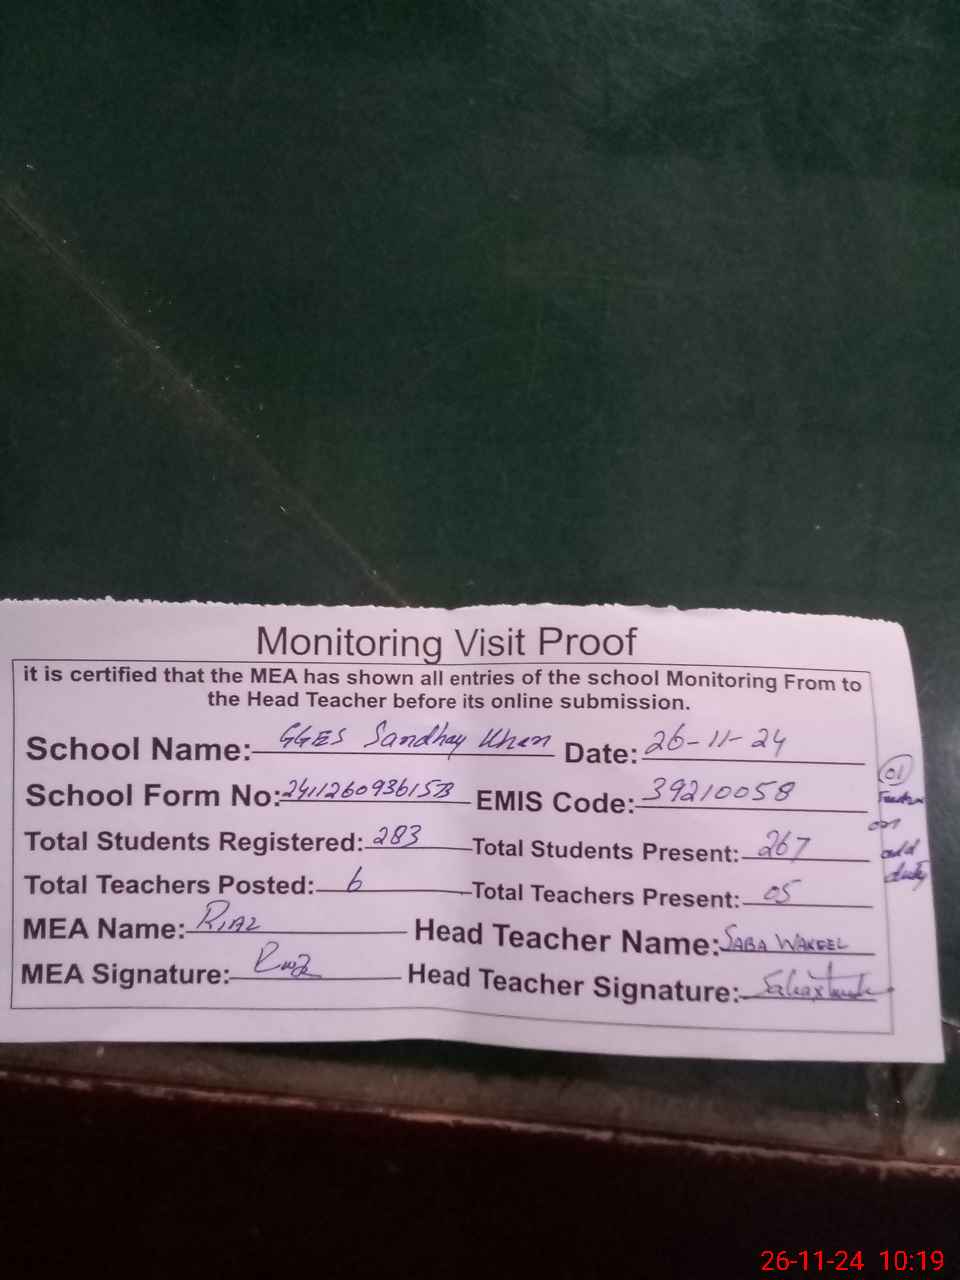 Monitoring Visit Proof
it is certified that the MEA has shown all entries of the school Monitoring From to
the Head Teacher before its online submission.
School Name: GGES Sandhay Khan Date: 26-11-24
School Form No: 241126093615B EMIS Code: 39210058
Total Students Registered: 283 Total Students Present: 267
Total Teachers Posted: 6 Total Teachers Present: 05
MEA Name: RIAZ Head Teacher Name: SABA WAKEEL
MEA Signature: Riaz Head Teacher Signature:
01
on
duty
26-11-24 10:19